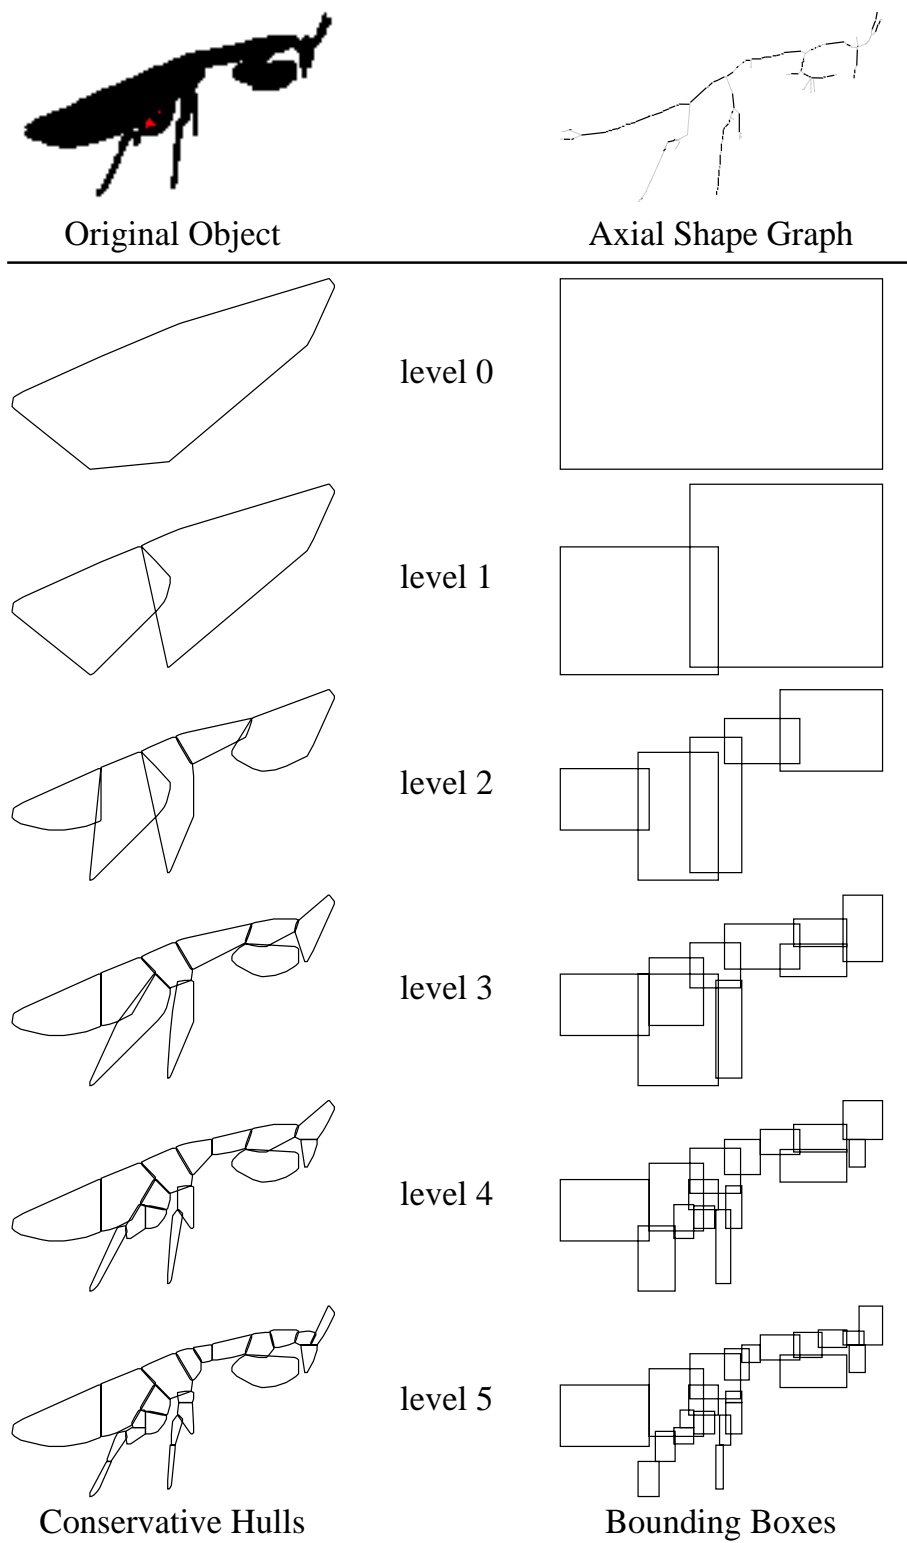 Original Object
Axial Shape Graph
level 0
level 1
level 2
level 3
level 4
level 5
Conservative Hulls
Bounding Boxes